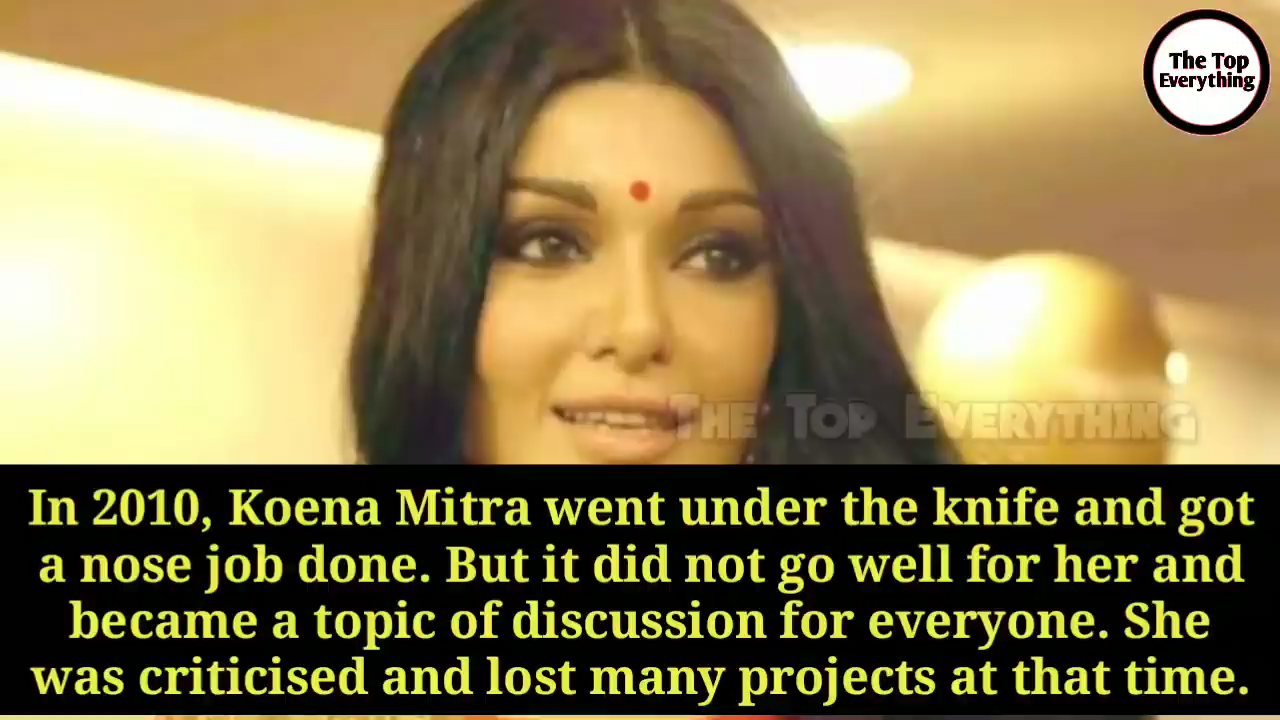 The Top
Everything
The Top Everything
In 2010, Koena Mitra went under the knife and got
a nose job done. But it did not go well for her and
became a topic of discussion for everyone. She
was criticised and lost many projects at that time.